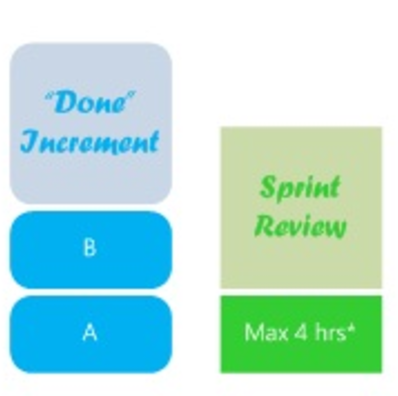 “Done”
Increment
B
A
Sprint
Review
Max 4 hrs*